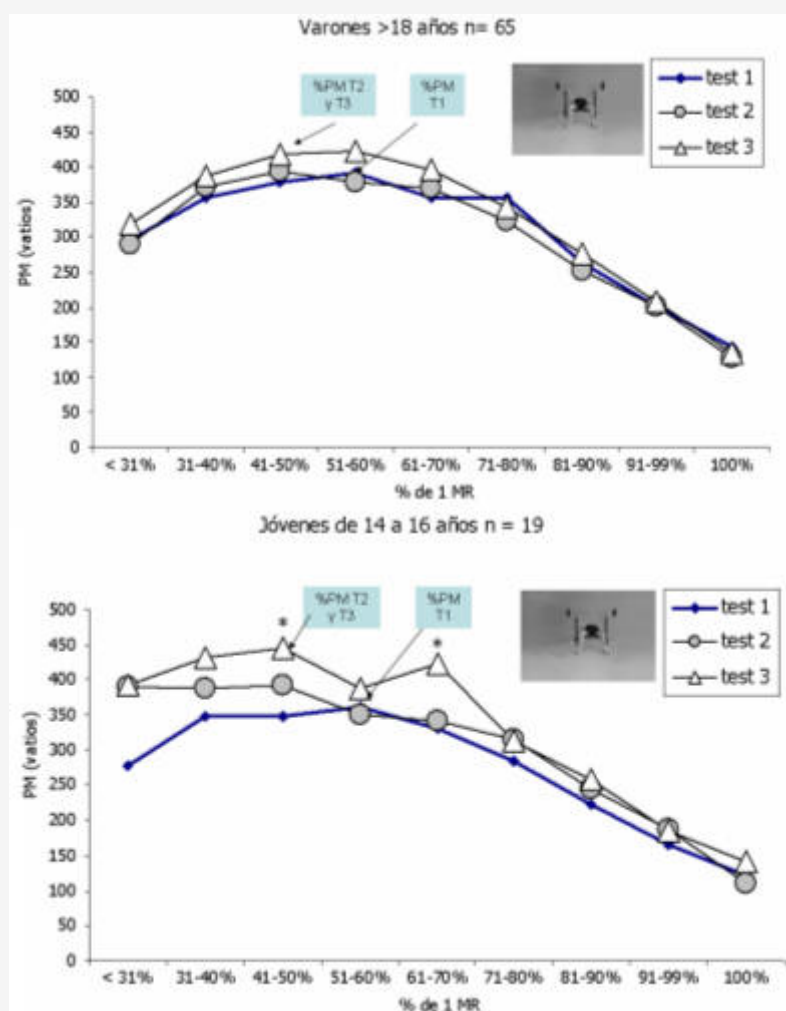 Varones >18 años n= 65
%PM T2
y T3
%PM
T1
test 1
test 2
test 3
500
450
400
350
300
250
200
150
100
50
0
PM (vatios)
< 31% 31-40% 41-50% 51-60% 61-70% 71-80% 81-90% 91-99% 100%
% de 1 MR
Jóvenes de 14 a 16 años n = 19
%PM T2
y T3
%PM
T1
* *
test 1
test 2
test 3
500
450
400
350
300
250
200
150
100
50
0
PM (vatios)
< 31% 31-40% 41-50% 51-60% 61-70% 71-80% 81-90% 91-99% 100%
% de 1 MR